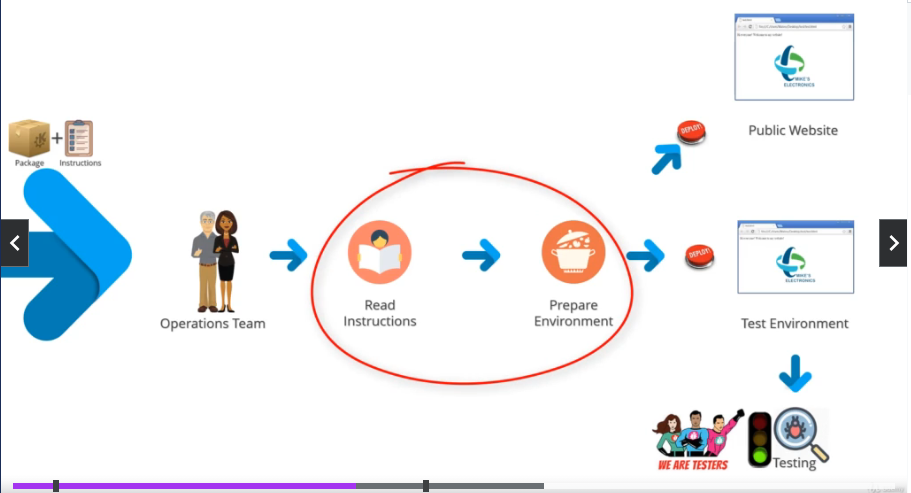 MIKE'S
ELECTRONICS
Public Website
DEPLOY!
+
Package
Instructions
MIKE'S
ELECTRONICS
DEPLOY!
Operations Team
Read
Instructions
Prepare
Environment
Test Environment
WE ARE TESTERS
Testing